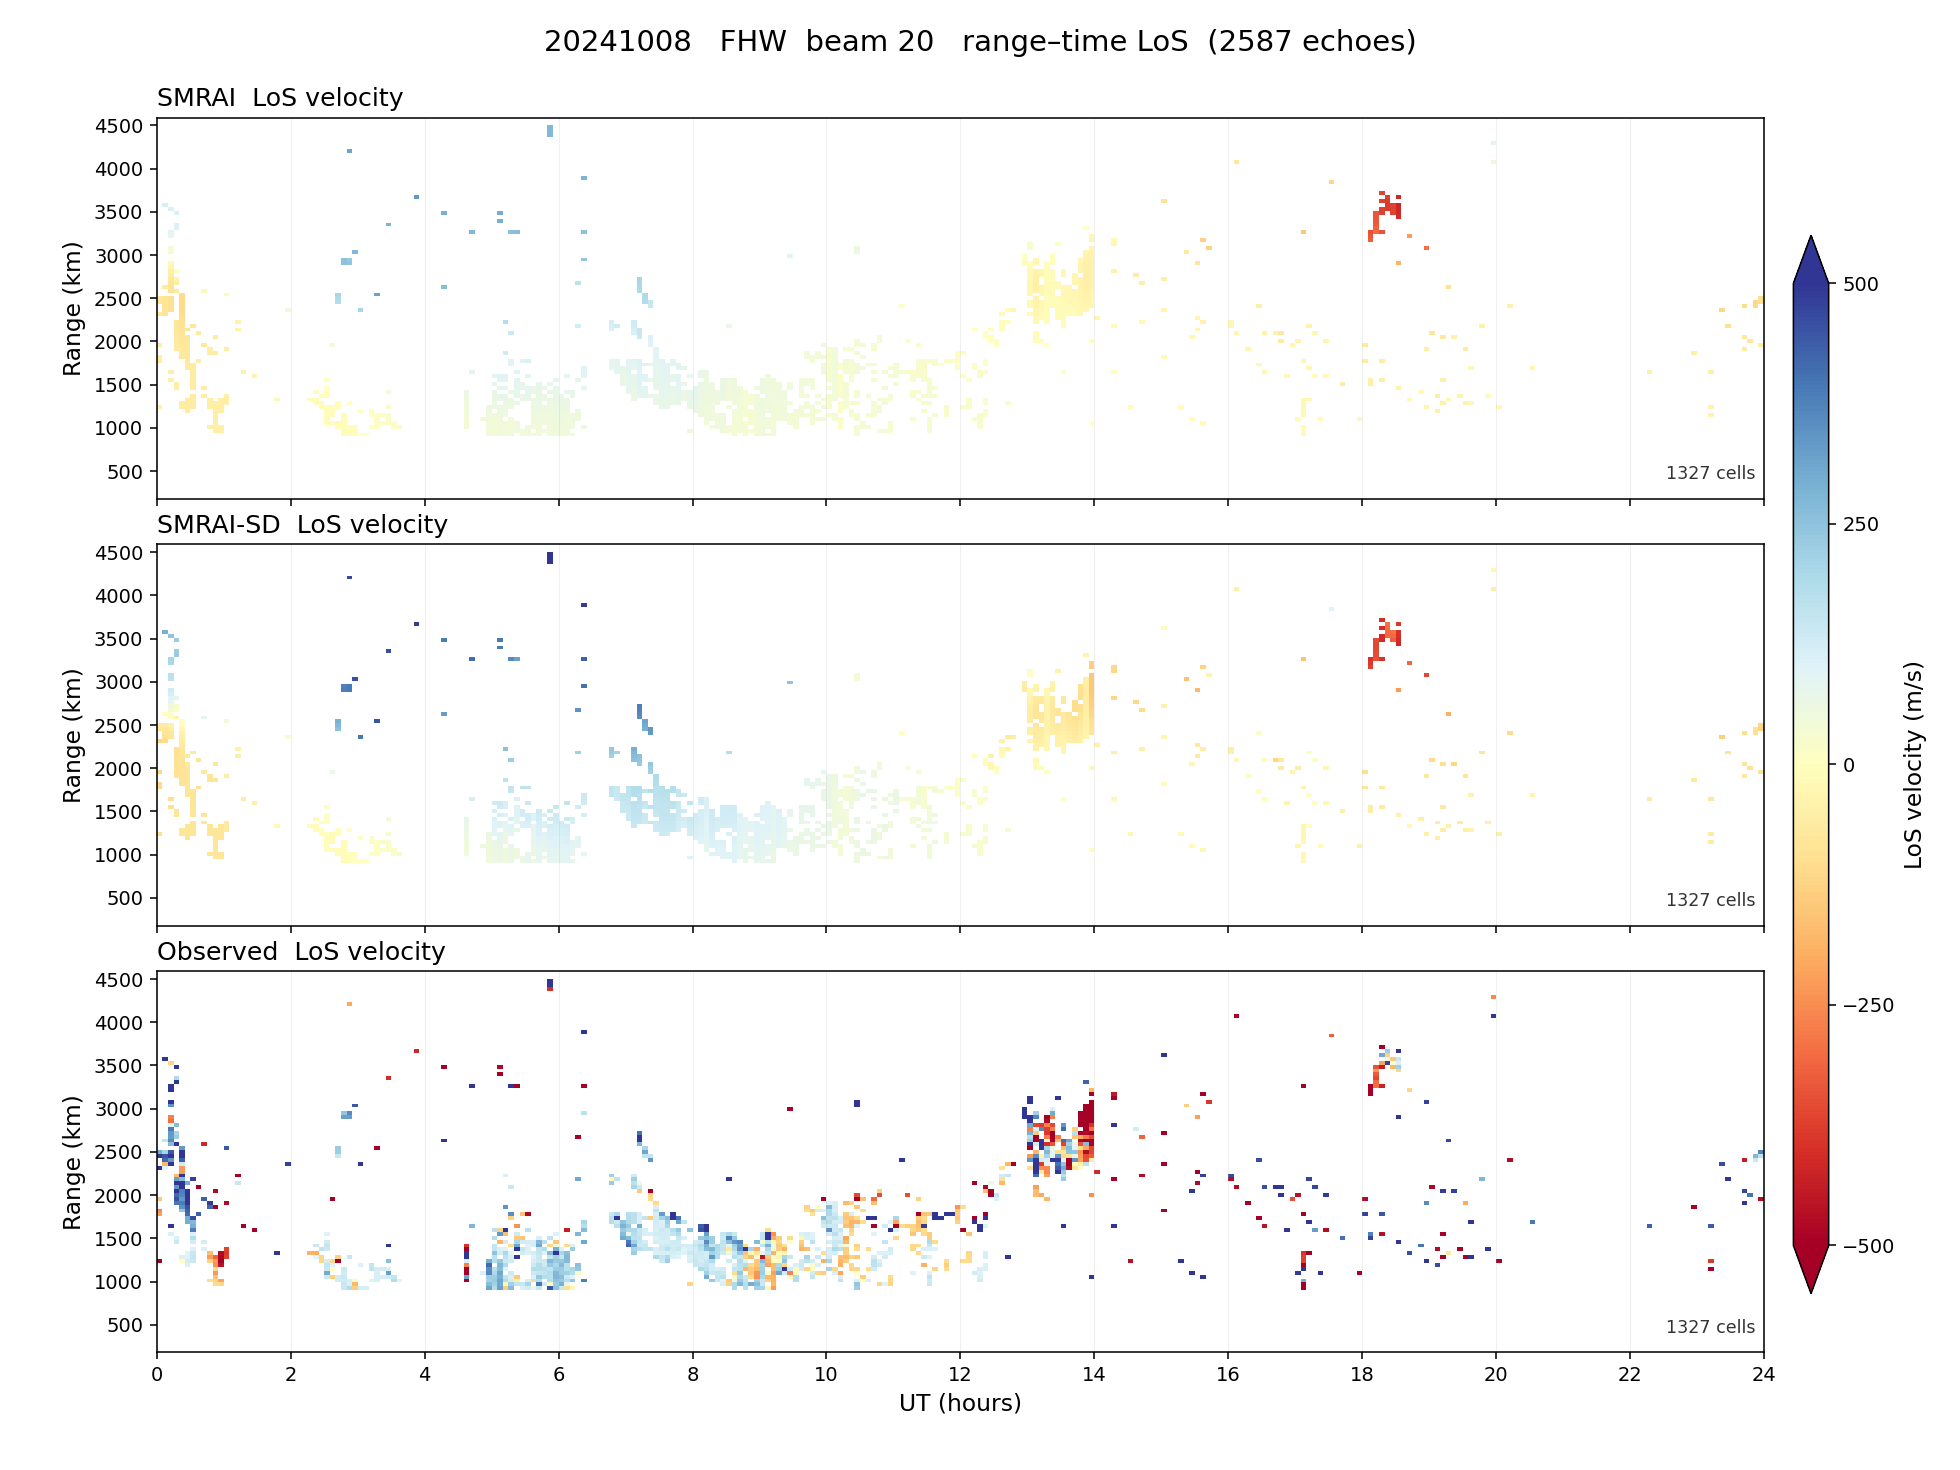 20241008   FHW  beam 20   range–time LoS  (2587 echoes)
SMRAI  LoS velocity
4500
4000
3500
3000
2500
2000
1500
1000
500
Range (km)
1327 cells
SMRAI-SD  LoS velocity
4500
4000
3500
3000
2500
2000
1500
1000
500
Range (km)
1327 cells
Observed  LoS velocity
4500
4000
3500
3000
2500
2000
1500
1000
500
Range (km)
1327 cells
0 2 4 6 8 10 12 14 16 18 20 22 24
UT (hours)
500
250
0
−250
−500
LoS velocity (m/s)